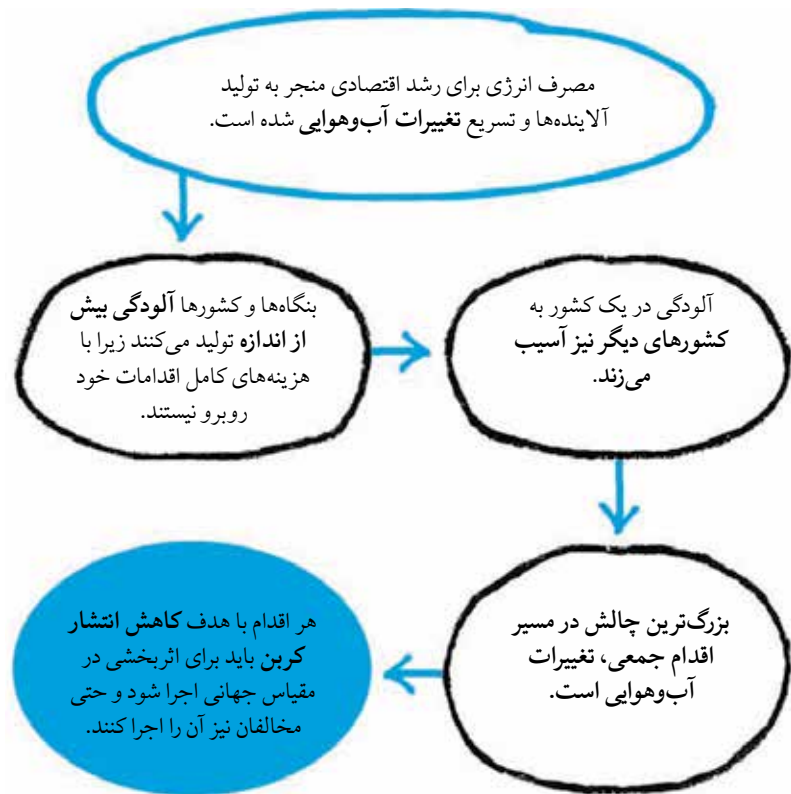 مصرف انرژی برای رشد اقتصادی منجر به تولید
آلاینده‌ها و تسریع تغییرات آب‌وهوایی شده است.
بنگاه‌ها و کشورها آلودگی بیش
از اندازه تولید می‌کنند زیرا با
هزینه‌های کامل اقدامات خود
روبرو نیستند.
آلودگی در یک کشور به
کشورهای دیگر نیز آسیب
می‌زند.
بزرگ‌ترین چالش در مسیر
اقدام جمعی، تغییرات
آب‌وهوایی است.
هر اقدام با هدف کاهش انتشار
کربن باید برای اثربخشی در
مقیاس جهانی اجرا شود و حتی
مخالفان نیز آن را اجرا کنند.